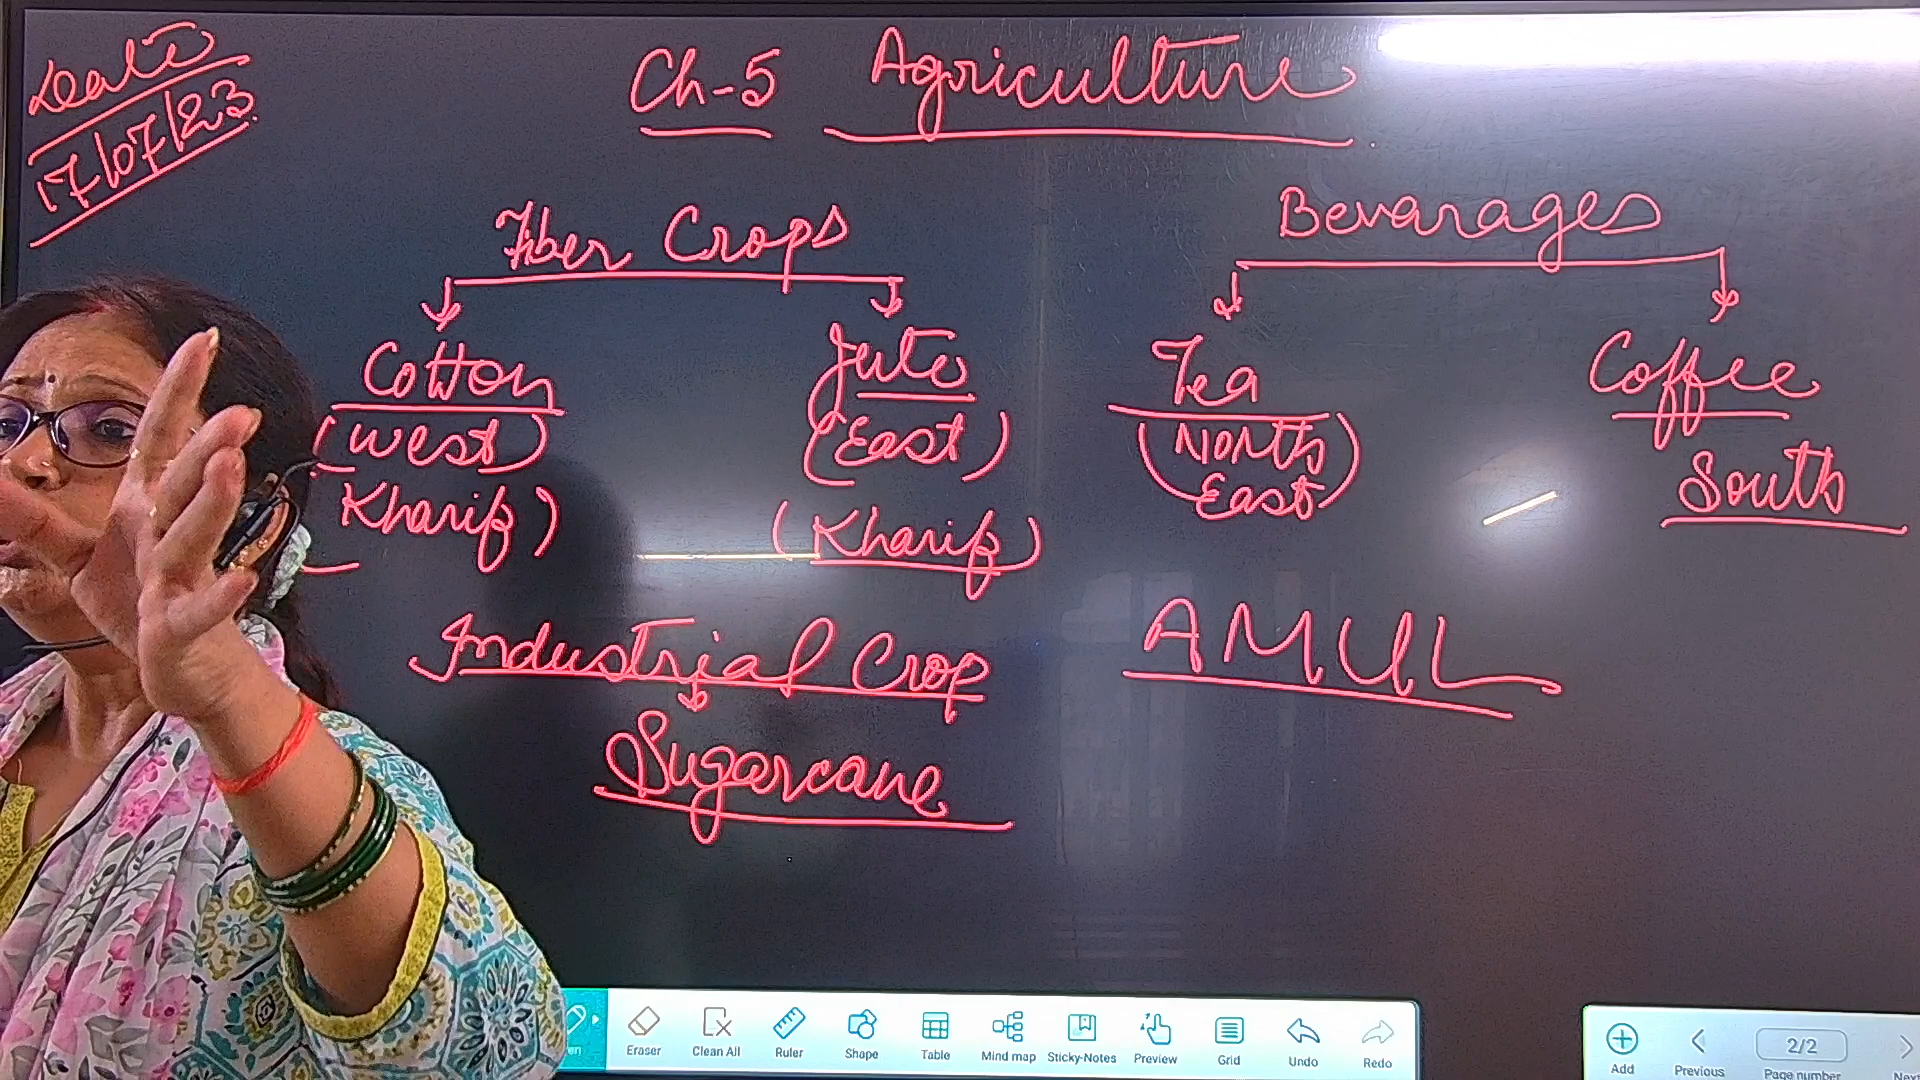 Date
17/07/23
Ch-5 Agriculture
Fiber Crops
Bevarages
Cotton
Jute
Tea
Coffee
(West)
(East)
(North
East)
South
Kharif)
(Kharif)
Industrial Crop
AMUL
Sugarcane
Eraser
Clean All
Ruler
Shape
Table
Mind map
Sticky-Notes
Preview
Grid
Undo
Redo
Add
Previous
2/2
Page number